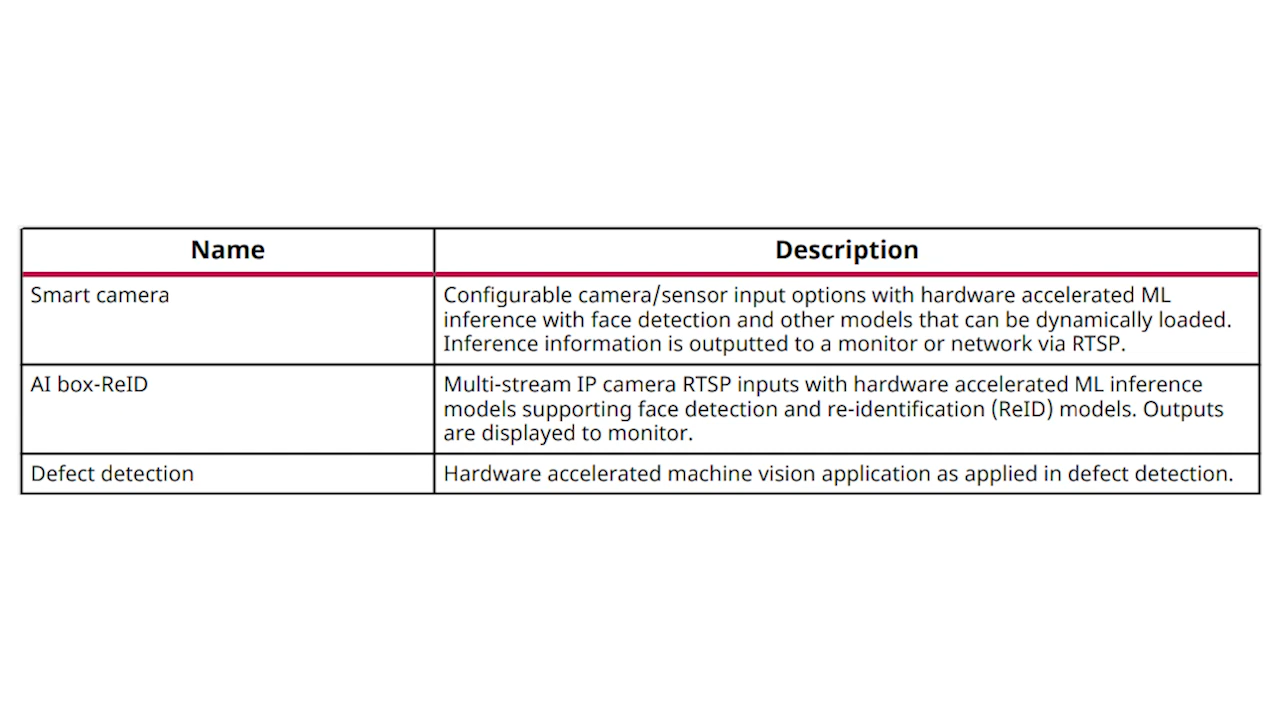 Name
Description
Smart camera
Configurable camera/sensor input options with hardware accelerated ML
inference with face detection and other models that can be dynamically loaded.
Inference information is outputted to a monitor or network via RTSP.
AI box-ReID
Multi-stream IP camera RTSP inputs with hardware accelerated ML inference
models supporting face detection and re-identification (ReID) models. Outputs
are displayed to monitor.
Defect detection
Hardware accelerated machine vision application as applied in defect detection.